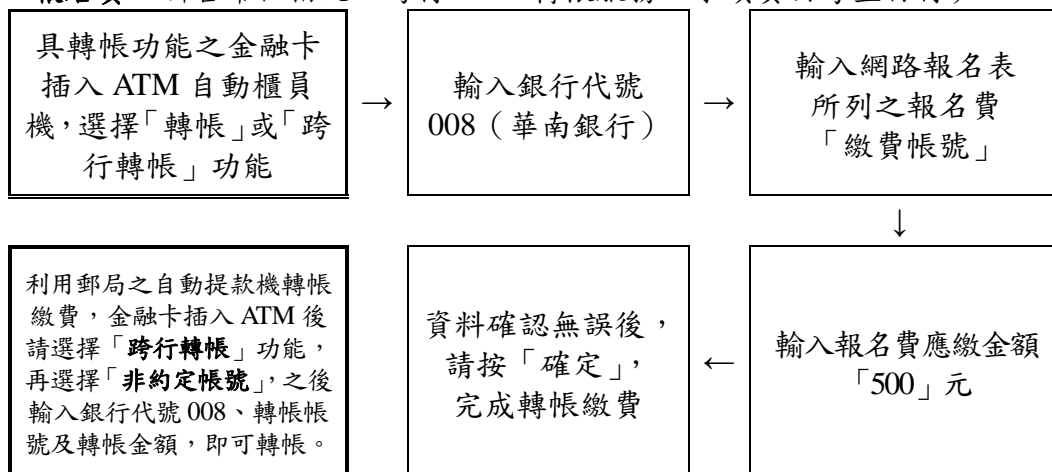 具轉帳功能之金融卡
插入 ATM 自動櫃員
機，選擇「轉帳」或「跨
行轉帳」功能
→
輸入銀行代號
008（華南銀行）
→
輸入網路報名表
所列之報名費
「繳費帳號」
↓
輸入報名費應繳金額
「500」元
←
資料確認無誤後，
請按「確定」，
完成轉帳繳費
利用郵局之自動提款機轉帳
繳費，金融卡插入 ATM 後
請選擇「跨行轉帳」功能，
再選擇「非約定帳號」，之後
輸入銀行代號 008、轉帳帳
號及轉帳金額，即可轉帳。